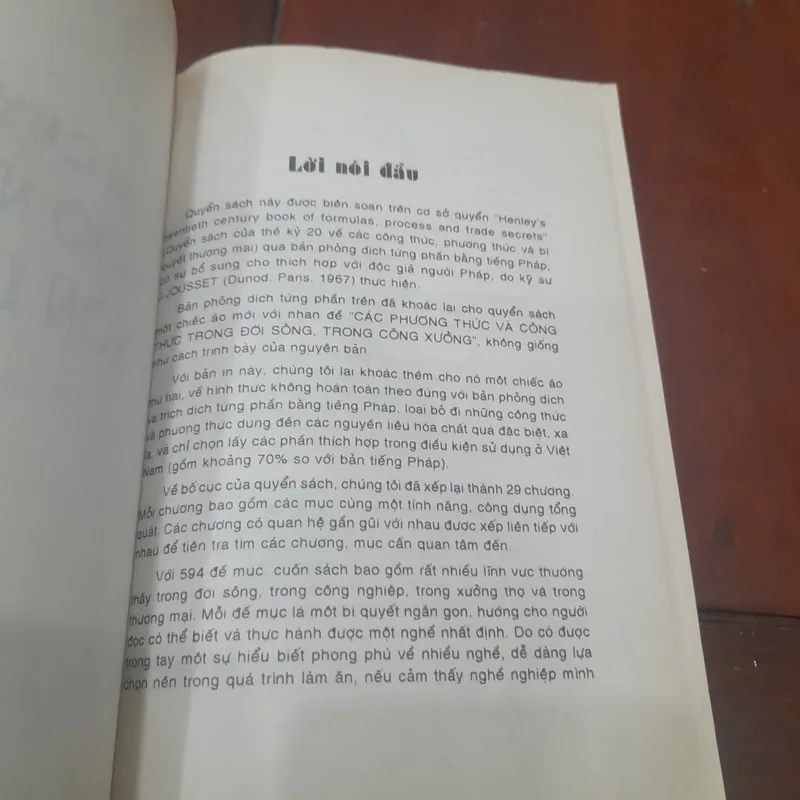 Lời nói đầu
Quyển sách này được biên soạn trên cơ sở quyển "Henley's
twentieth century book of formulas, process and trade secrets"
(Quyển sách của thế kỷ 20 về các công thức, phương thức và bí
quyết thương mại) qua bản phỏng dịch từng phần bằng tiếng Pháp,
có sự bổ sung cho thích hợp với độc giả người Pháp, do kỹ sư
JOUSSET (Dunod. Paris. 1967) thực hiện.
Bản phỏng dịch từng phần trên đã khoác lại cho quyển sách
một chiếc áo mới với nhan đề "CÁC PHƯƠNG THỨC VÀ CÔNG
THỨC TRONG ĐỜI SỐNG, TRONG CÔNG XƯỞNG", không giống
như cách trình bày của nguyên bản.
Với bản in này, chúng tôi lại khoác thêm cho nó một chiếc áo
thứ hai, về hình thức không hoàn toàn theo đúng với bản phỏng dịch
và trích dịch từng phần bằng tiếng Pháp, loại bỏ đi những công thức
và phương thức dùng đến các nguyên liệu hóa chất quá đặc biệt, xa
lạ, và chỉ chọn lấy các phần thích hợp trong điều kiện sử dụng ở Việt
Nam (gồm khoảng 70% so với bản tiếng Pháp).
Về bố cục của quyển sách, chúng tôi đã xếp lại thành 29 chương.
Mỗi chương bao gồm các mục cùng một tính năng, công dụng tổng
quát. Các chương có quan hệ gần gũi với nhau được xếp liên tiếp với
nhau để tiện tra tìm các chương, mục cần quan tâm đến.
Với 594 đề mục cuốn sách bao gồm rất nhiều lĩnh vực thường
thấy trong đời sống, trong công nghiệp, trong xưởng thợ và trong
thương mại. Mỗi đề mục là một bí quyết ngắn gọn, hướng cho người
đọc có thể biết và thực hành được một nghề nhất định. Do có được
trong tay một sự hiểu biết phong phú về nhiều nghề, dễ dàng lựa
chọn nên trong quá trình làm ăn, nếu cảm thấy nghề nghiệp mình